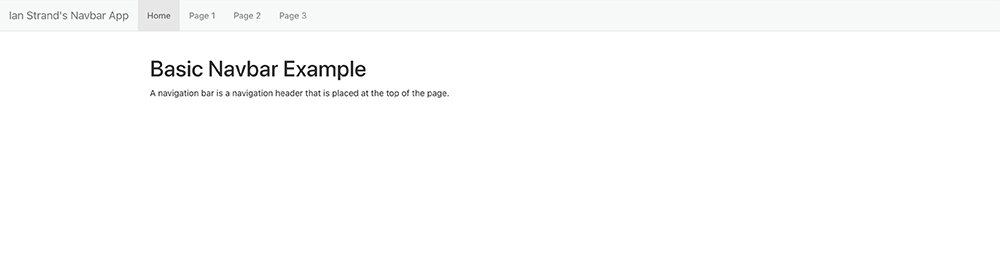 Ian Strand's Navbar App Home Page 1 Page 2 Page 3
Basic Navbar Example
A navigation bar is a navigation header that is placed at the top of the page.